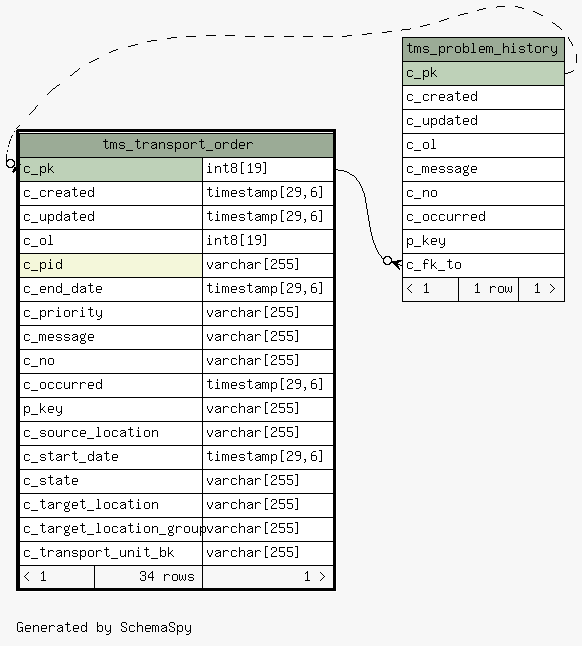 tms_problem_history
c_pk
c_created
c_updated
c_ol
c_message
c_no
c_occurred
p_key
c_fk_to
< 1 1 row 1 >
tms_transport_order
c_pk int8[19]
c_created timestamp[29,6]
c_updated timestamp[29,6]
c_ol int8[19]
c_pid varchar[255]
c_end_date timestamp[29,6]
c_priority varchar[255]
c_message varchar[255]
c_no varchar[255]
c_occurred timestamp[29,6]
p_key varchar[255]
c_source_location varchar[255]
c_start_date timestamp[29,6]
c_state varchar[255]
c_target_location varchar[255]
c_target_location_group varchar[255]
c_transport_unit_bk varchar[255]
< 1 34 rows 1 >
Generated by SchemaSpy